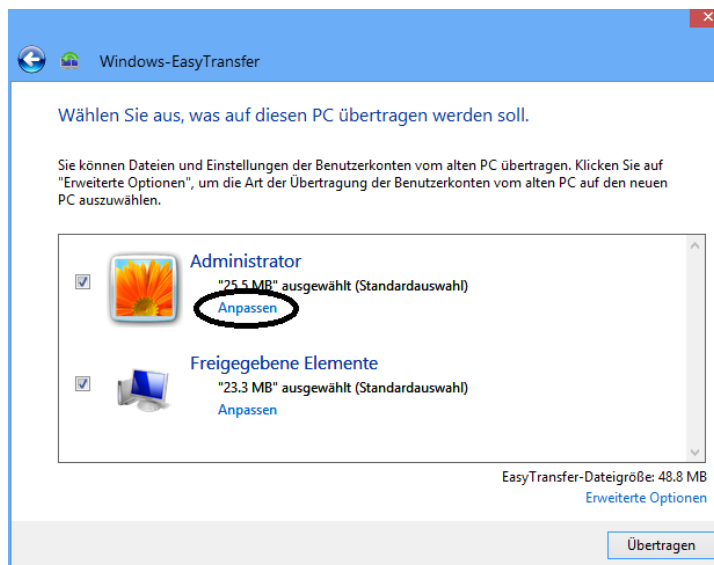 Windows-EasyTransfer
Wählen Sie aus, was auf diesen PC übertragen werden soll.
Sie können Dateien und Einstellungen der Benutzerkonten vom alten PC übertragen. Klicken Sie auf
"Erweiterte Optionen", um die Art der Übertragung der Benutzerkonten vom alten PC auf den neuen
PC auszuwählen.
Administrator
"25.5 MB" ausgewählt (Standardauswahl)
Anpassen
Freigegebene Elemente
"23.3 MB" ausgewählt (Standardauswahl)
Anpassen
EasyTransfer-Dateigröße: 48.8 MB
Erweiterte Optionen
Übertragen